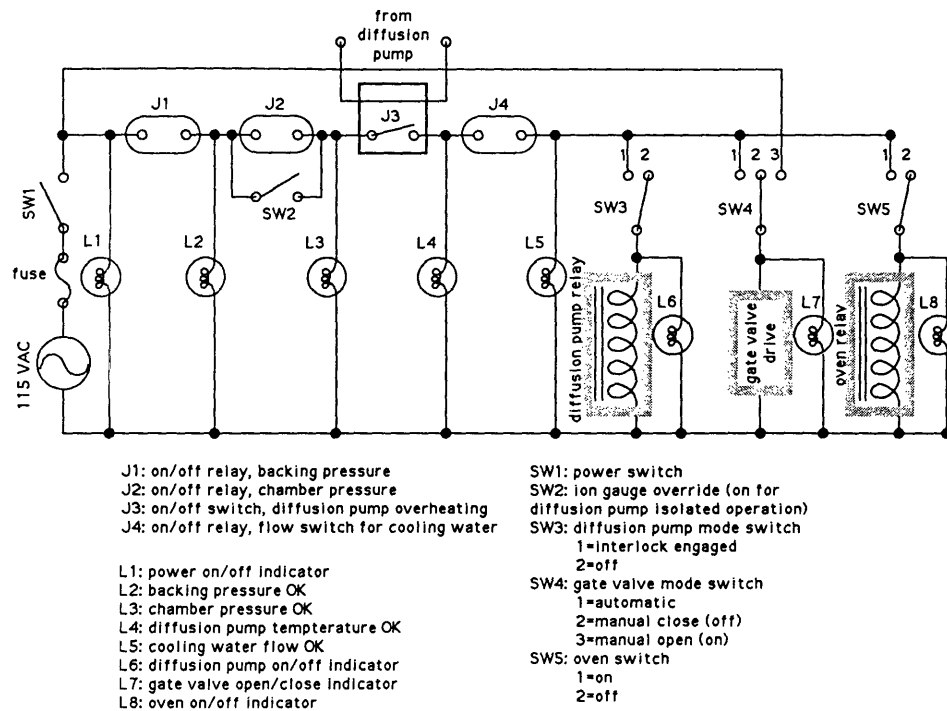 from
diffusion
pump
J1
J2
J3
J4
1 2
1 2 3
1 2
SW1
SW2
SW3
SW4
SW5
L1
L2
L3
L4
L5
fuse
115 VAC
diffusion pump relay
L6
gate valve
drive
L7
oven relay
L8
J1: on/off relay, backing pressure
J2: on/off relay, chamber pressure
J3: on/off switch, diffusion pump overheating
J4: on/off relay, flow switch for cooling water
L1: power on/off indicator
L2: backing pressure OK
L3: chamber pressure OK
L4: diffusion pump tempterature OK
L5: cooling water flow OK
L6: diffusion pump on/off indicator
L7: gate valve open/close indicator
L8: oven on/off indicator
SW1: power switch
SW2: ion gauge override (on for
diffusion pump isolated operation)
SW3: diffusion pump mode switch
1=interlock engaged
2=off
SW4: gate valve mode switch
1=automatic
2=manual close (off)
3=manual open (on)
SW5: oven switch
1=on
2=off